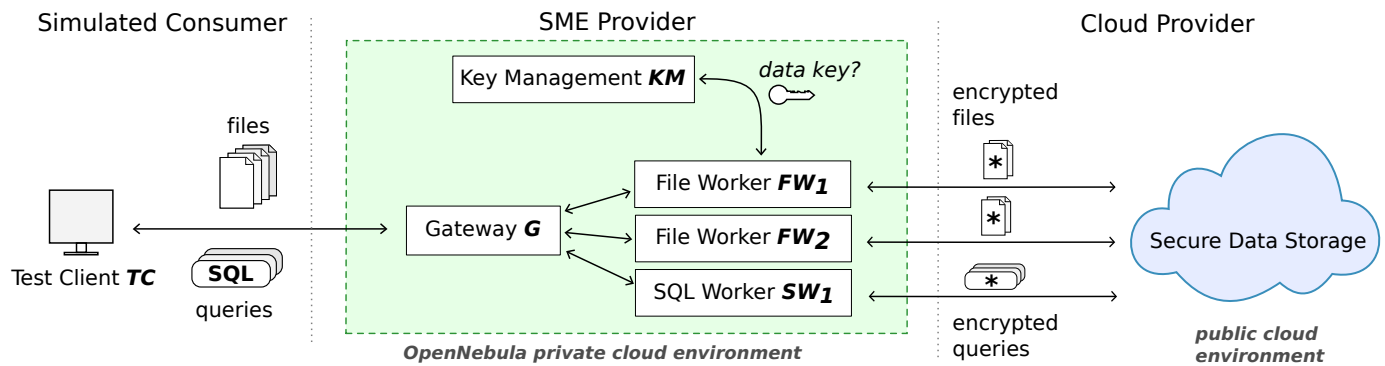 Simulated Consumer
SME Provider
Cloud Provider
Key Management KM
data key?
encrypted
files
files
File Worker FW1
Gateway G
File Worker FW2
Secure Data Storage
SQL
Test Client TC
*
*
*
SQL Worker SW1
queries
encrypted
queries
public cloud
environment
OpenNebula private cloud environment